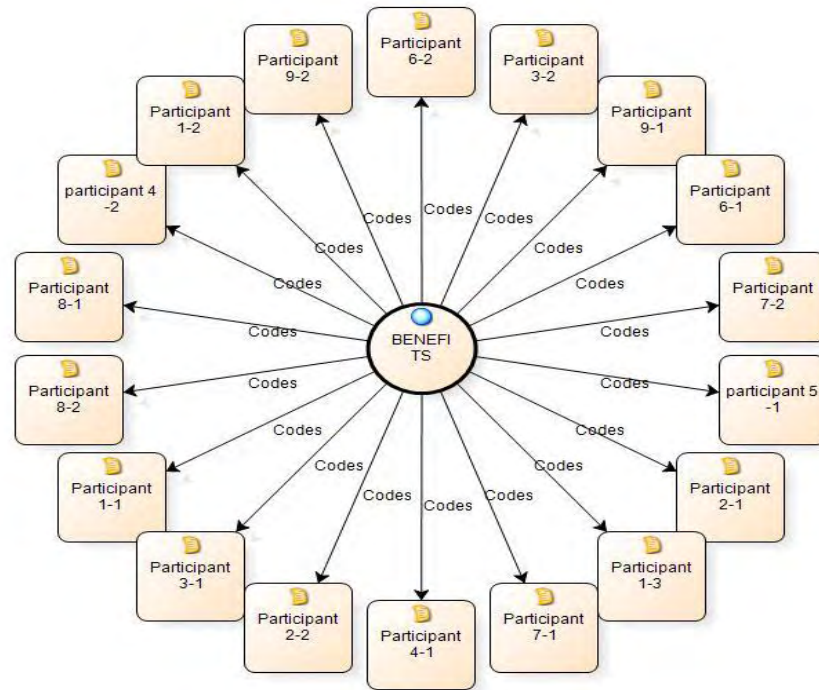 Participant
6-2
Participant
9-2
Participant
3-2
Participant
1-2
Participant
9-1
participant 4
-2
Participant
6-1
Codes
Codes
Codes
Codes
Codes
Codes
Codes
Participant
8-1
Participant
7-2
Codes
Codes
BENEFI
TS
Codes
Codes
Participant
8-2
participant 5
-1
Codes
Codes
Codes
Codes
Codes
Codes
Codes
Participant
1-1
Participant
2-1
Participant
3-1
Participant
1-3
Participant
2-2
Participant
7-1
Participant
4-1